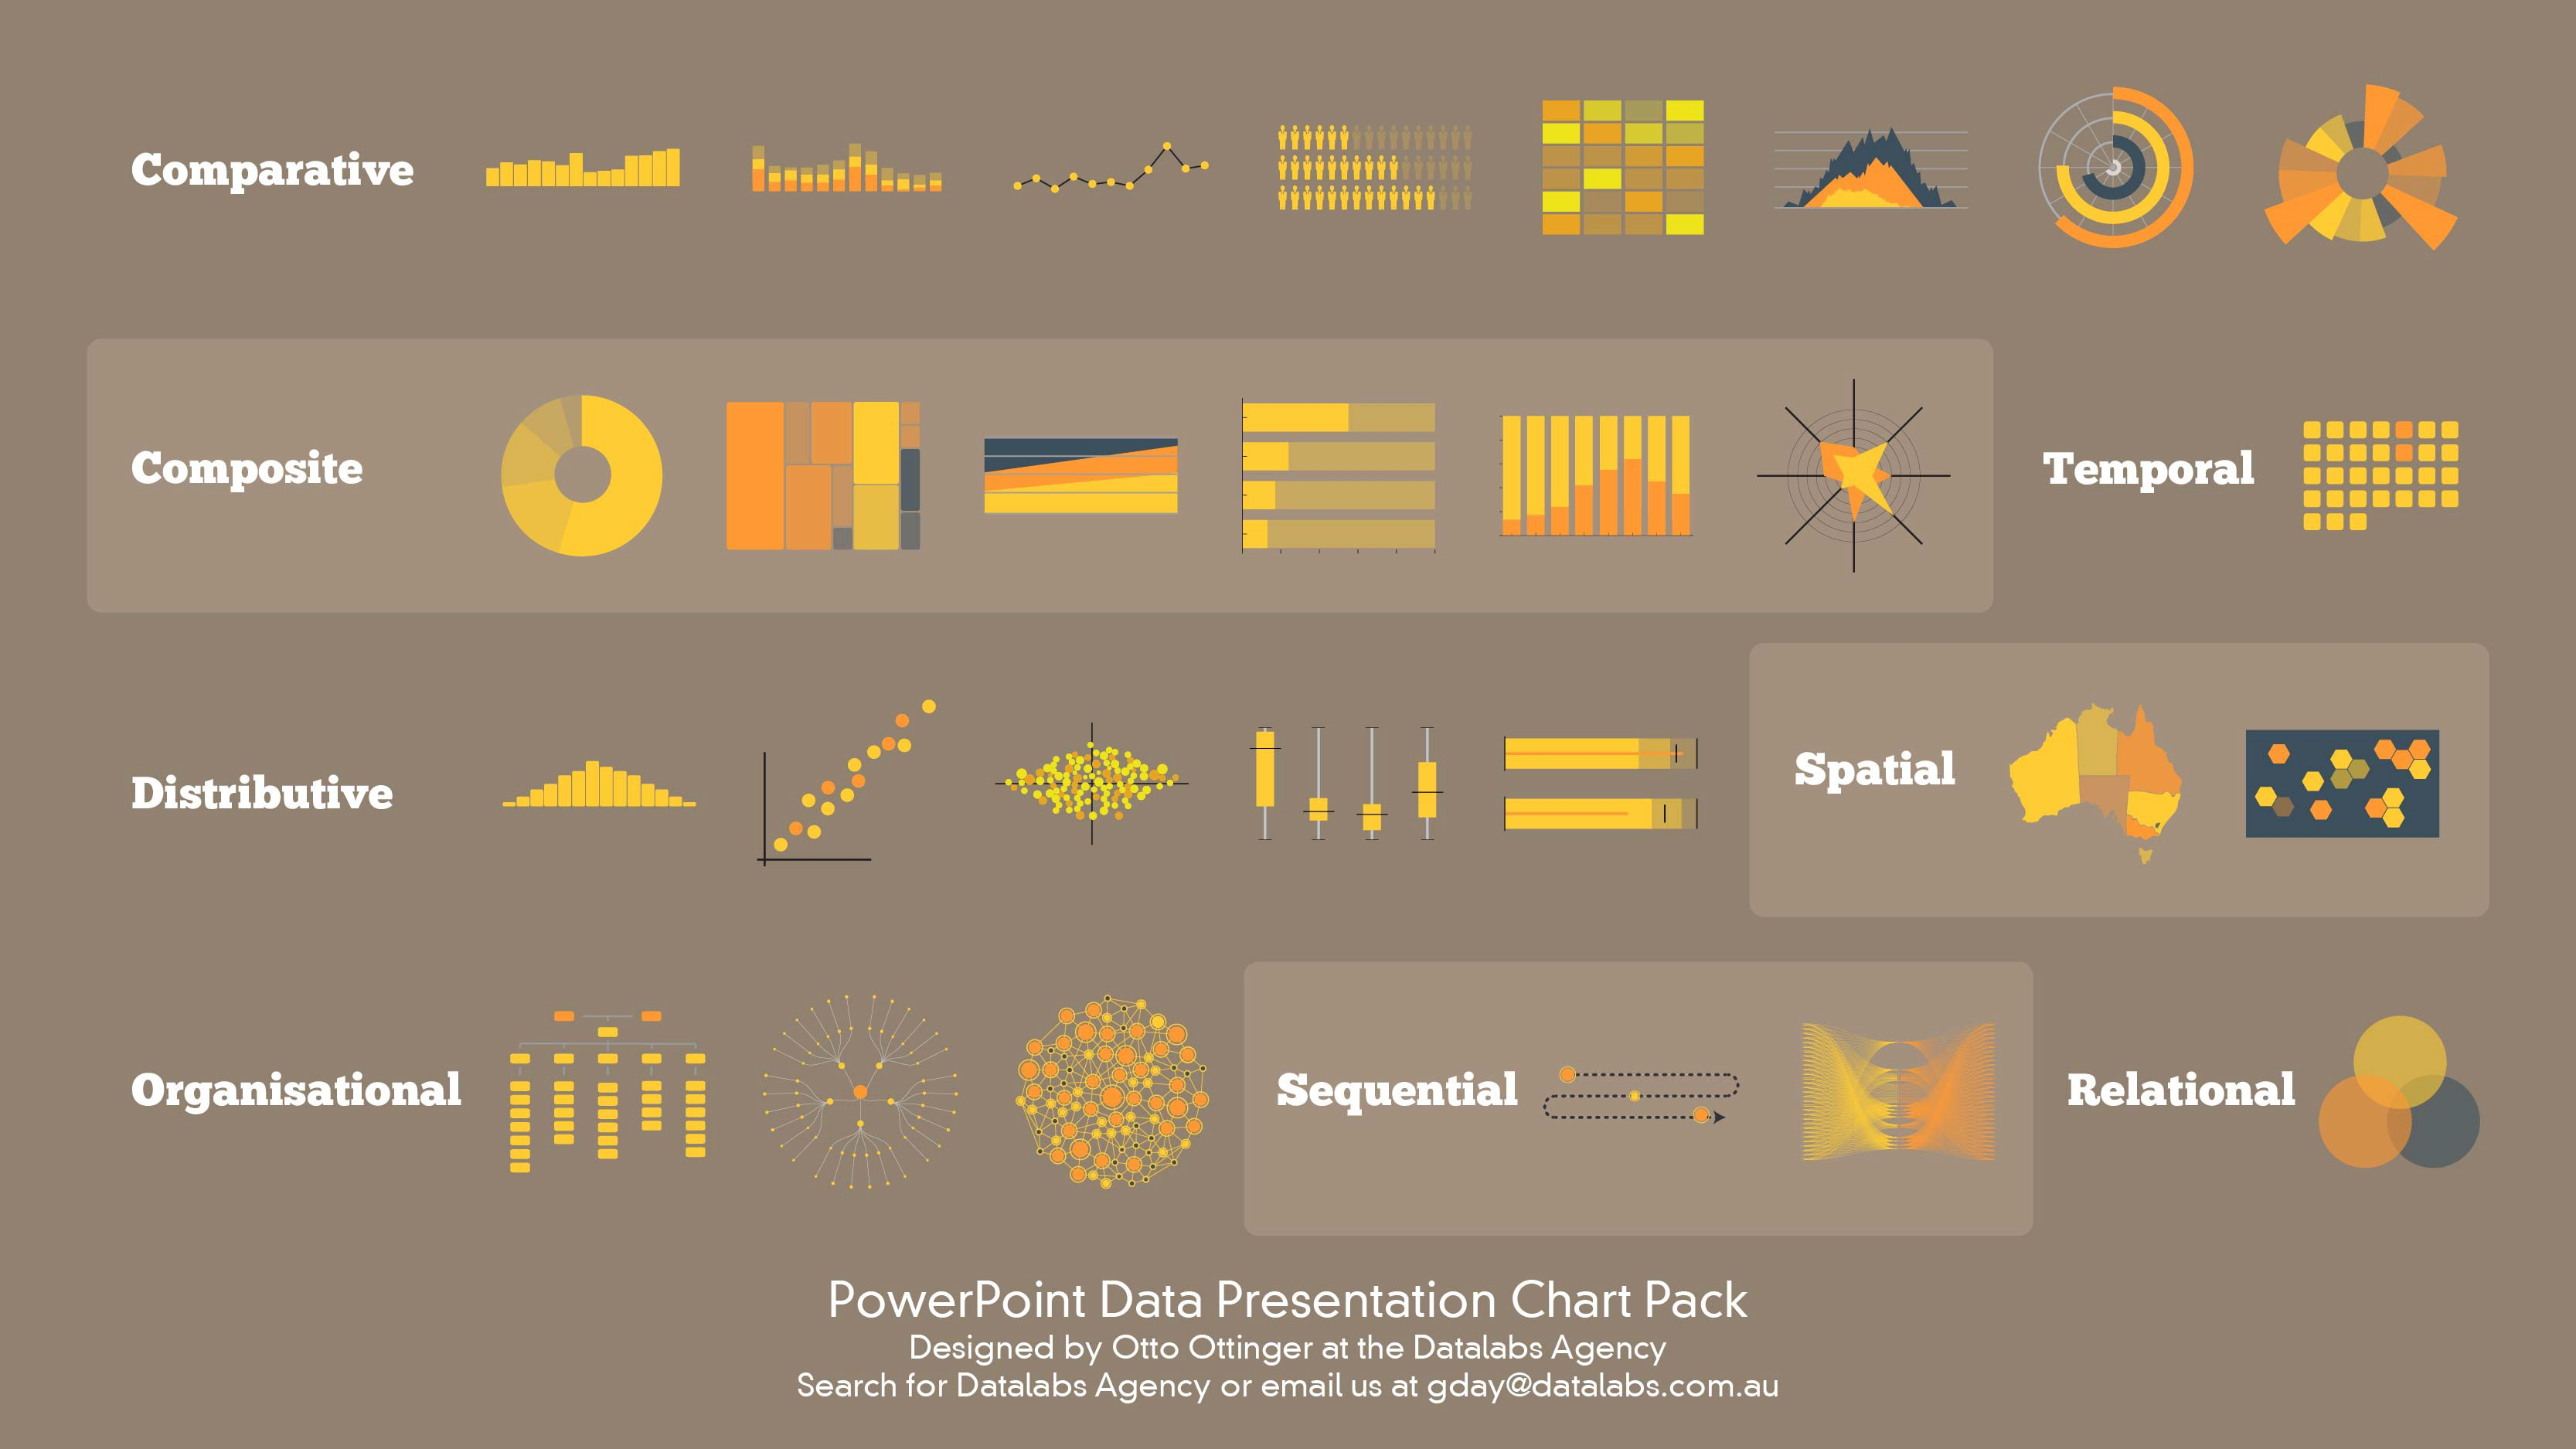 Comparative
Composite
Temporal
Distributive
Spatial
Organisational
Sequential
Relational
PowerPoint Data Presentation Chart Pack
Designed by Otto Ottinger at the Datalabs Agency
Search for Datalabs Agency or email us at gday@datalabs.com.au